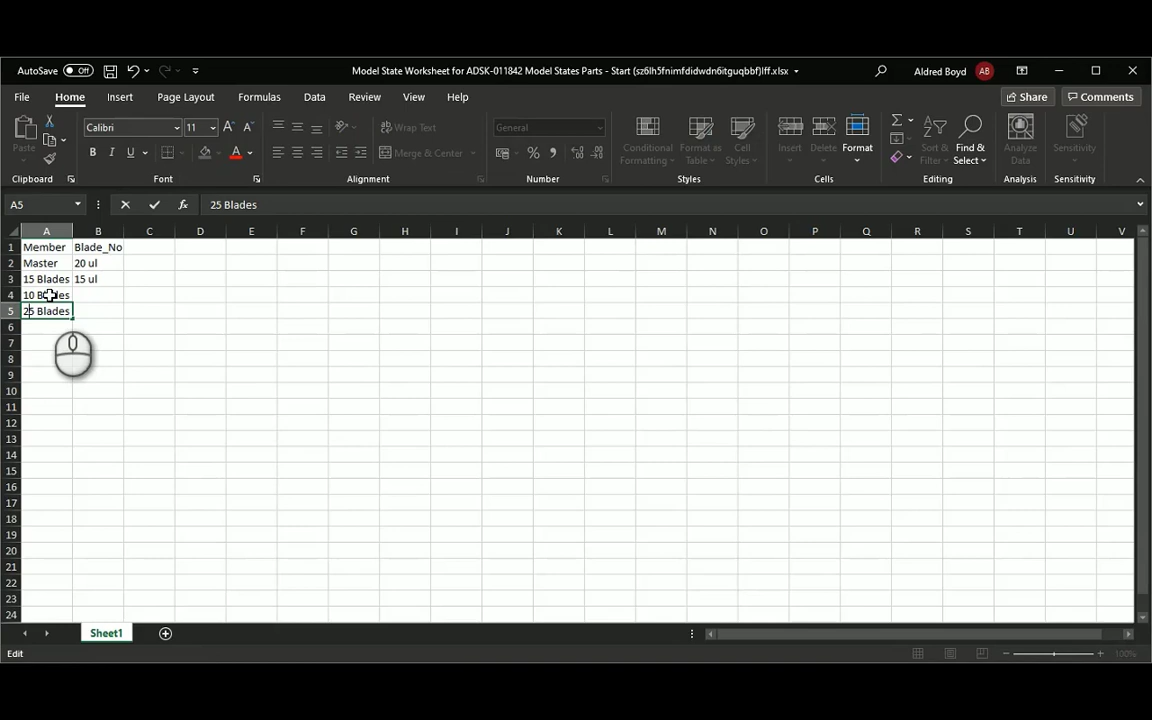 AutoSave Off Model State Worksheet for ADSK-011842 Model States Parts - Start (sz6lh5fnimfdidwdn6itguqbbf)lff.xlsx Aldred Boyd AB
File Home Insert Page Layout Formulas Data Review View Help Share Comments
Paste Calibri 11 A A Wrap Text General Conditional Formatting Format as Table Cell Styles Insert Delete Format Sort & Filter Find & Select Analyze Data Sensitivity
B I U A Merge & Center % 9
Clipboard Font Alignment Number Styles Cells Editing Analysis Sensitivity
A5 fx 25 Blades
A B C D E F G H I J K L M N O P Q R S T U V
1 Member Blade_No
2 Master 20 ul
3 15 Blades 15 ul
4 10 Blades
5 25 Blades
6
7
8
9
10
11
12
13
14
15
16
17
18
19
20
21
22
23
24
Sheet1
Edit 100%